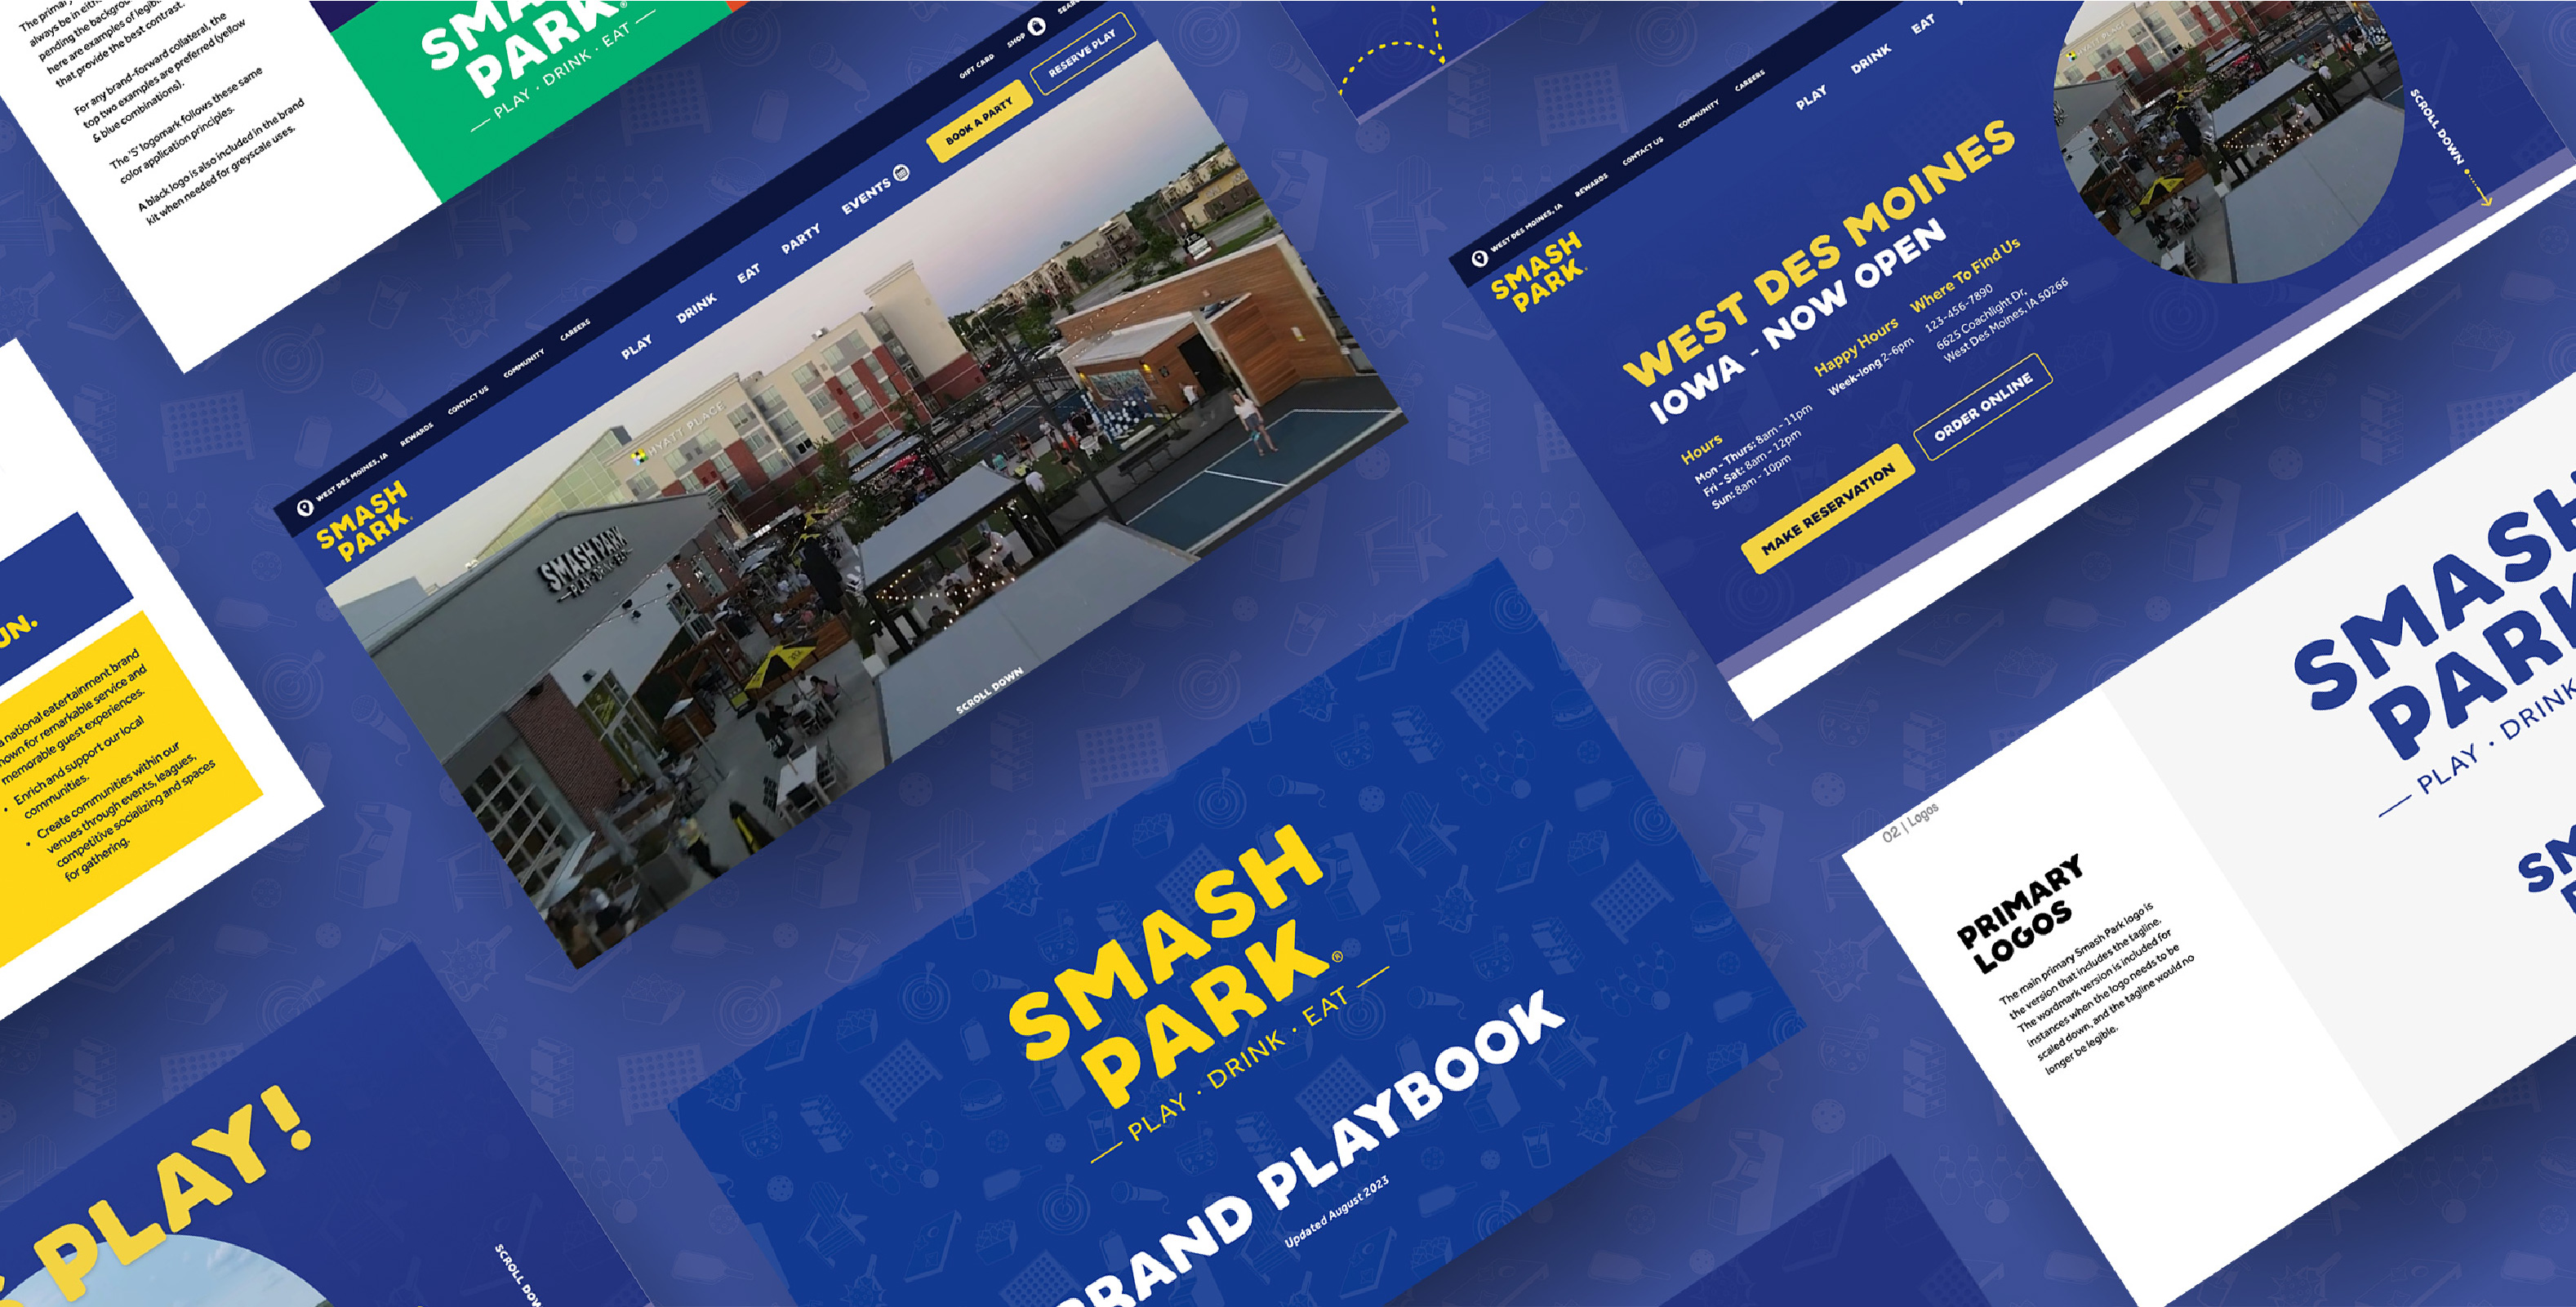 The primary
always be in eith
pending the backgrou
here are examples of legib
that provide the best contrast.
For any brand-forward collateral, the
top two examples are preferred (yellow
& blue combinations).
The 'S' logomark follows these same
color application principles.
A black logo is also included in the brand
kit when needed for greyscale uses.
SMA
PARK®
PLAY · DRINK · EAT
WEST DES MOINES, IA
REWARDS
CONTACT US
COMMUNITY
CAREERS
GIFT CARD
SHOP
SEAR
SMASH
PARK
PLAY
DRINK
EAT
PARTY
EVENTS
BOOK A PARTY
RESERVE PLAY
HYATT PLACE
SMASH PARK
SCROLL DOWN
WEST DES MOINES, IA
REWARDS
CONTACT US
COMMUNITY
CAREERS
SMASH
PARK
PLAY
DRINK
EAT
WEST DES MOINES
IOWA - NOW OPEN
Hours
Mon - Thurs: 8am - 11pm
Fri - Sat: 8am - 12pm
Sun: 8am - 10pm
Happy Hours
Week-long 2-6pm
Where To Find Us
123-456-7890
6625 Coachlight Dr,
West Des Moines, IA 50266
MAKE RESERVATION
ORDER ONLINE
HYATT PLACE
SCROLL DOWN
UN.
a national eatertainment brand
nown for remarkable service and
memorable guest experiences.
• Enrich and support our local
communities.
• Create communities within our
venues through events, leagues,
competitive socializing and spaces
for gathering.
SMASH
PARK®
PLAY · DRINK · EAT
BRAND PLAYBOOK
Updated August 2023
02 | Logos
PRIMARY
LOGOS
The main primary Smash Park logo is
the version that includes the tagline.
The wordmark version is included for
instances when the logo needs to be
scaled down, and the tagline would no
longer be legible.
SMASH
PARK
PLAY · DRINK
SM
PLAY!
SCROLL DOW